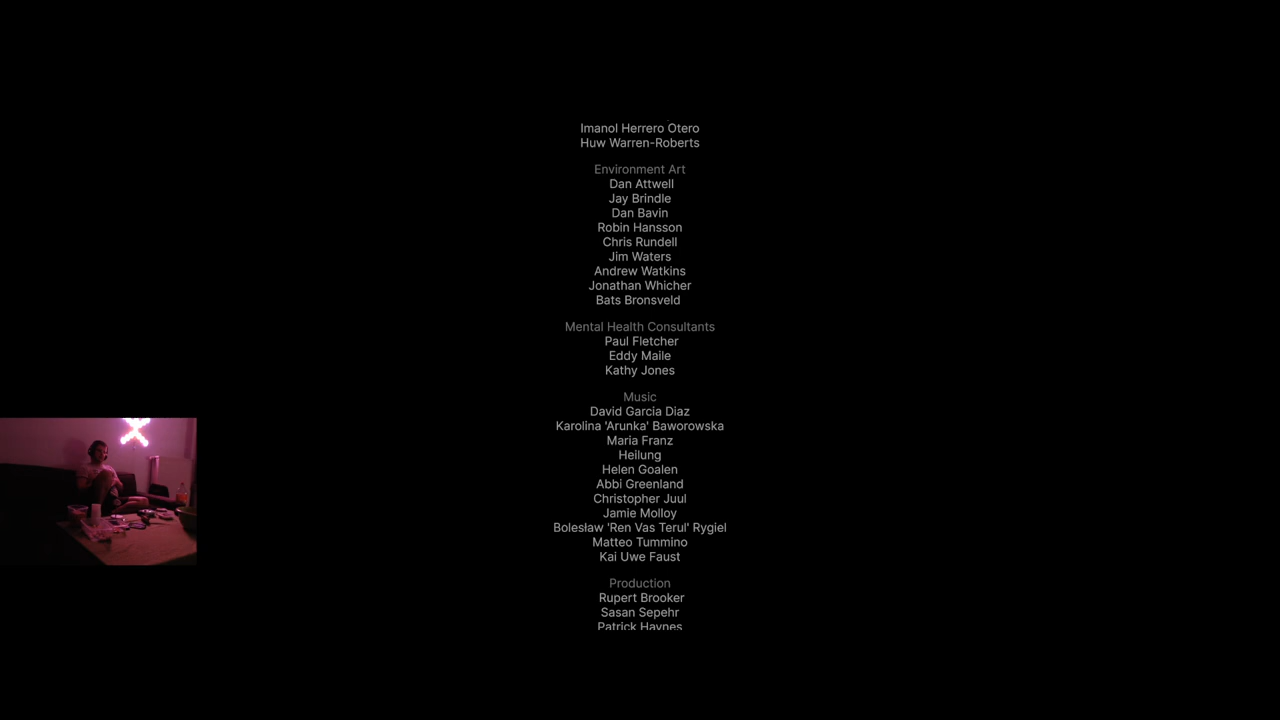 Imanol Herrero Otero
Huw Warren-Roberts
Environment Art
Dan Attwell
Jay Brindle
Dan Bavin
Robin Hansson
Chris Rundell
Jim Waters
Andrew Watkins
Jonathan Whicher
Bats Bronsveld
Mental Health Consultants
Paul Fletcher
Eddy Maile
Kathy Jones
Music
David Garcia Diaz
Karolina 'Arunka' Baworowska
Maria Franz
Heilung
Helen Goalen
Abbi Greenland
Christopher Juul
Jamie Molloy
Bolesław 'Ren Vas Terul' Rygiel
Matteo Tummino
Kai Uwe Faust
Production
Rupert Brooker
Sasan Sepehr
Patrick Haynes